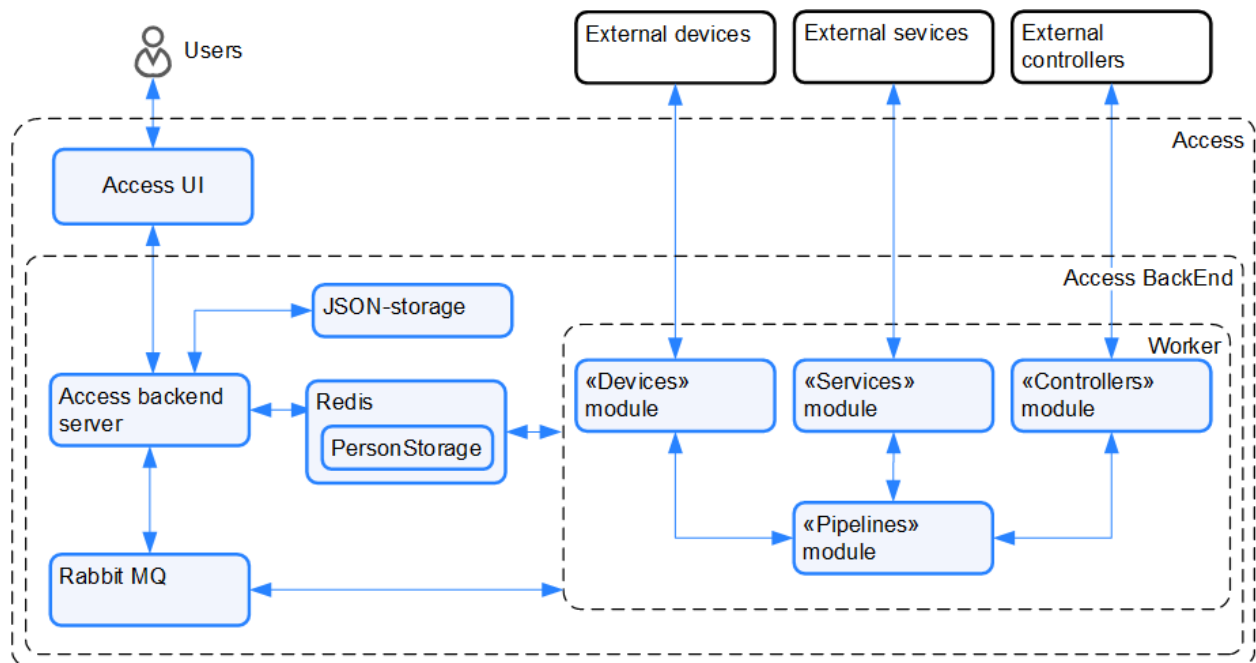 Users
External devices
External sevices
External
controllers
Access
Access UI
Access BackEnd
JSON-storage
Worker
Access backend
server
Redis
PersonStorage
«Devices»
module
«Services»
module
«Controllers»
module
«Pipelines»
module
Rabbit MQ